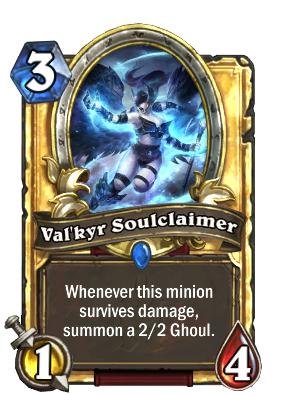 3
Val'kyr Soulclaimer
Whenever this minion
survives damage,
summon a 2/2 Ghoul.
1
4